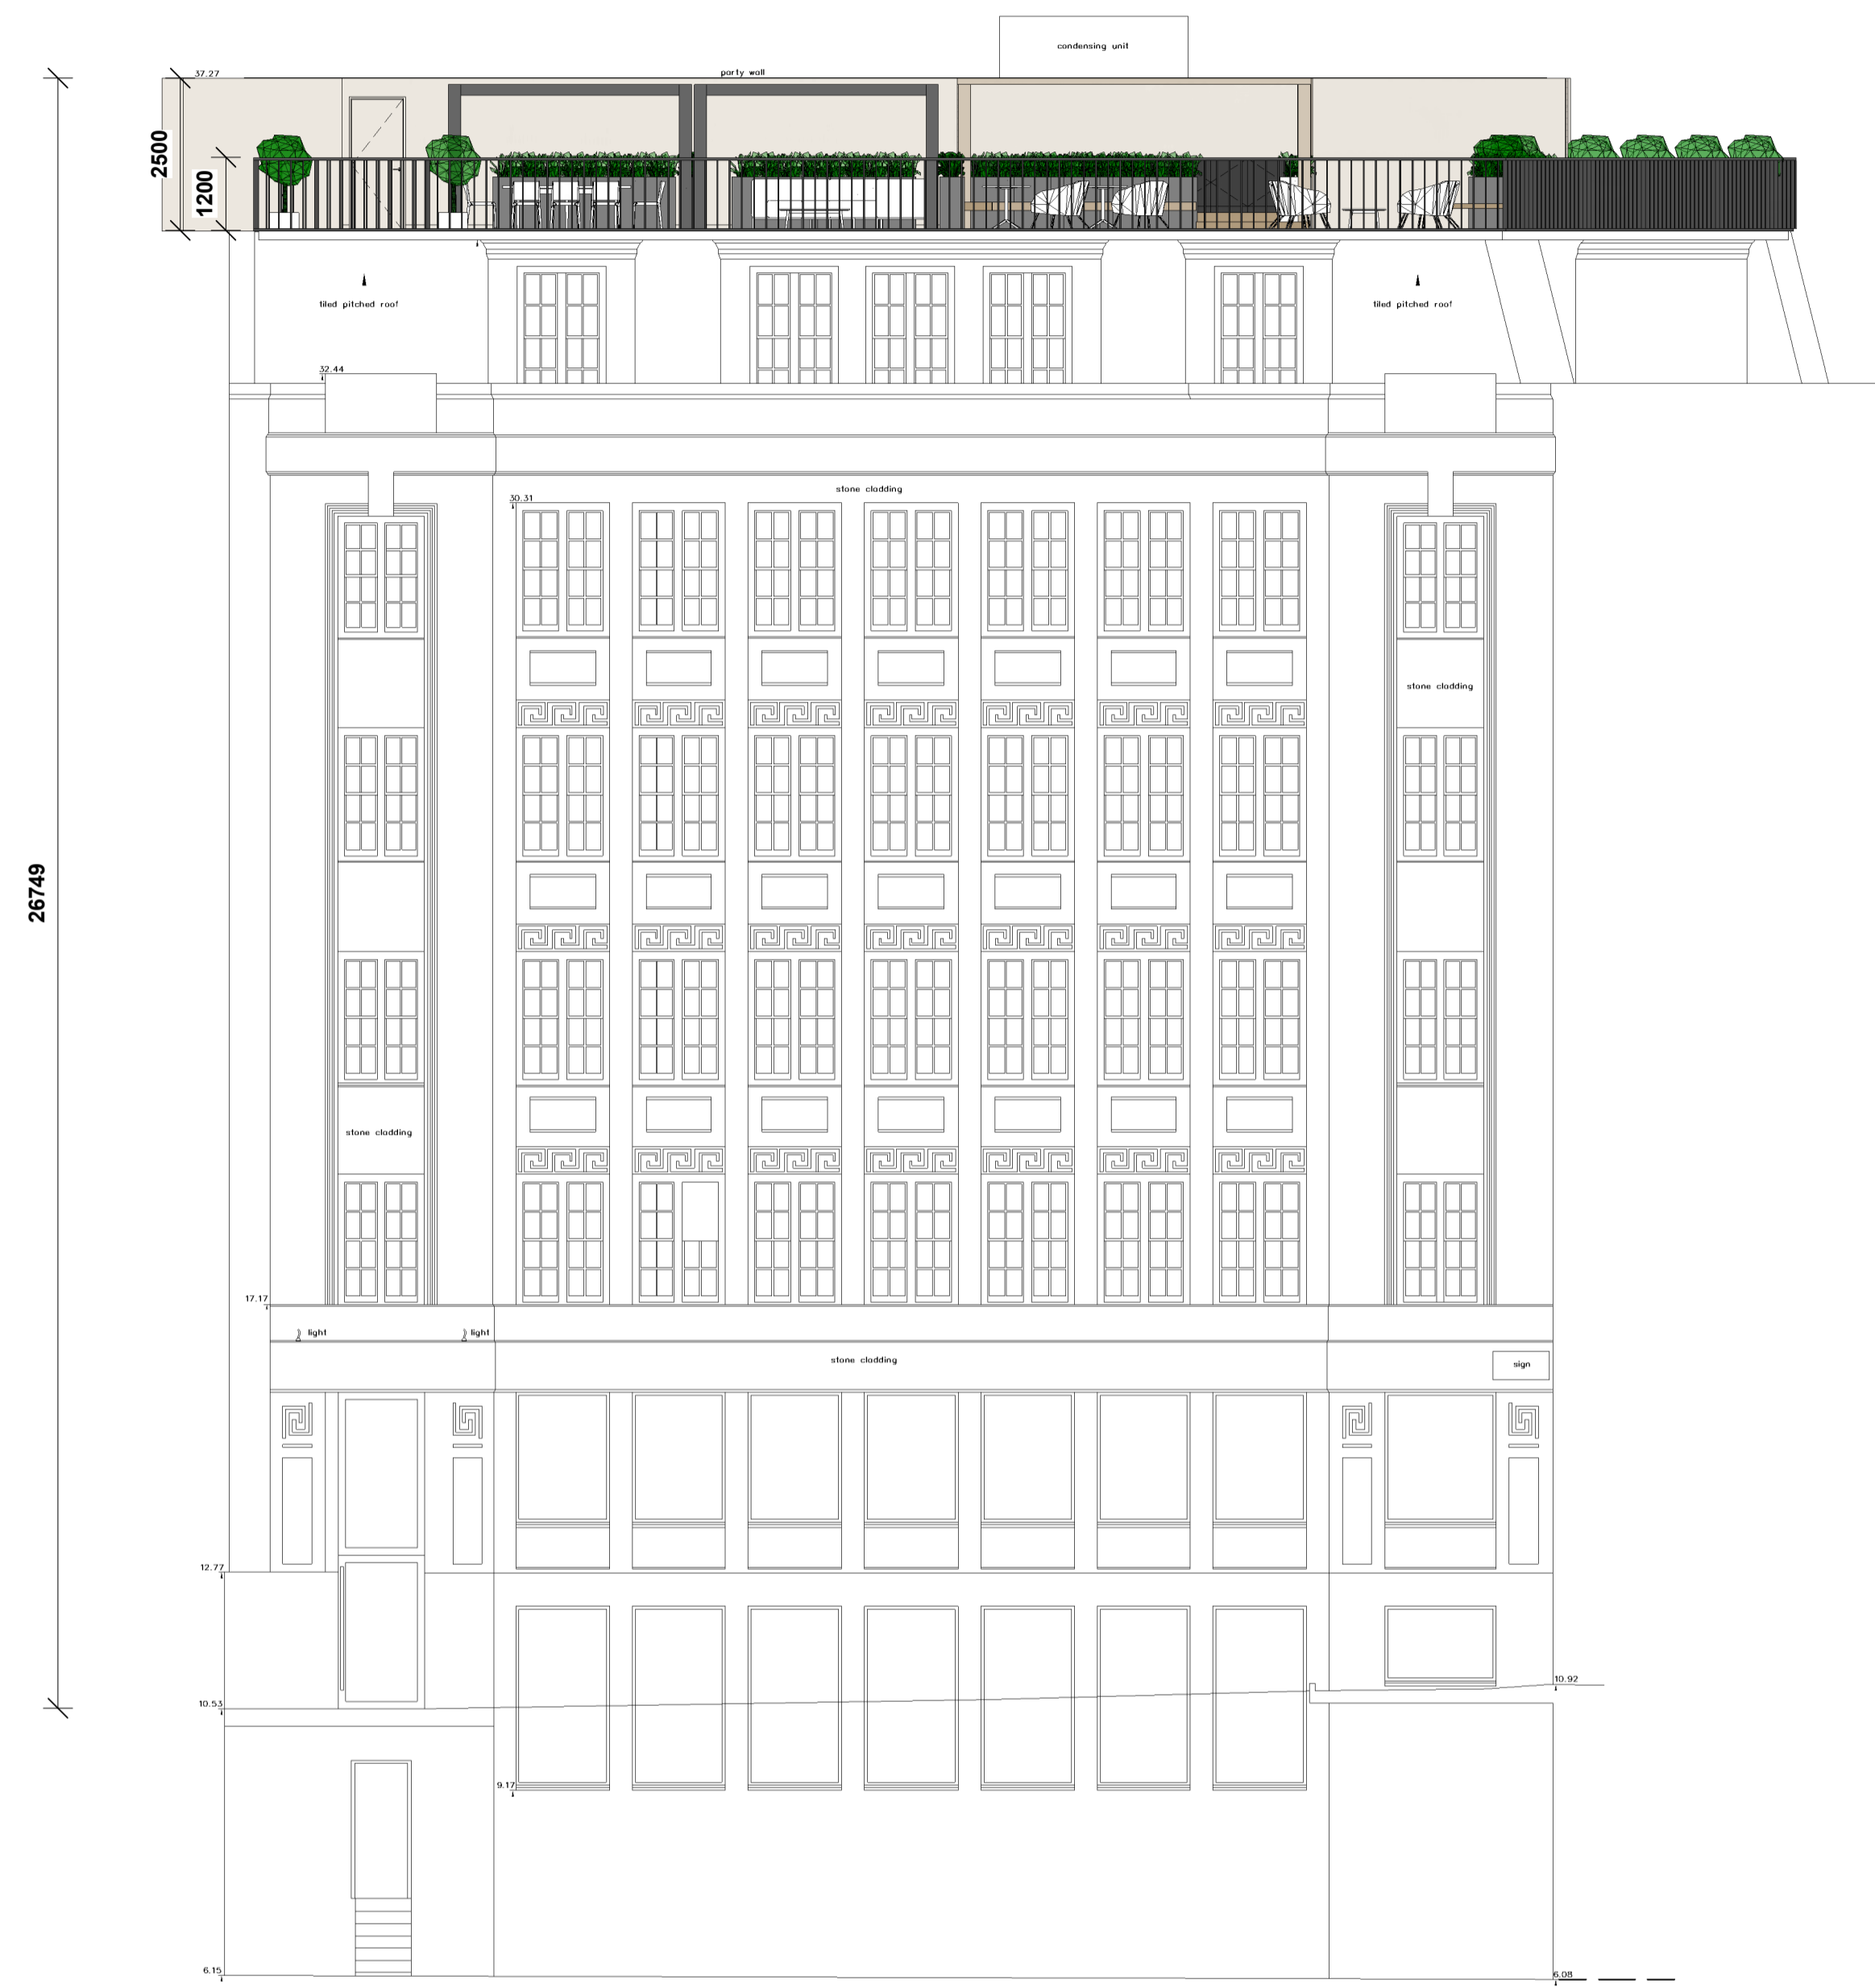 condensing unit
37.27
party wall
2500
1200
tiled pitched roof
tiled pitched roof
32.44
stone cladding
30.31
stone cladding
26749
stone cladding
17.17
light
light
stone cladding
sign
12.77
10.92
10.53
9.17
6.15
6.08